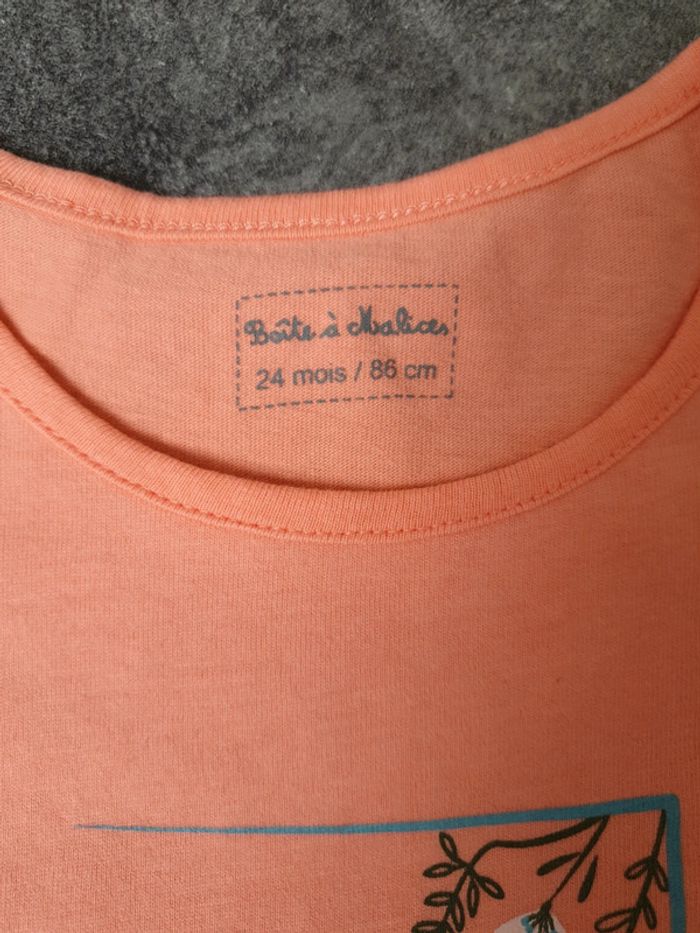 Boîte à Malices
24 mois / 86 cm